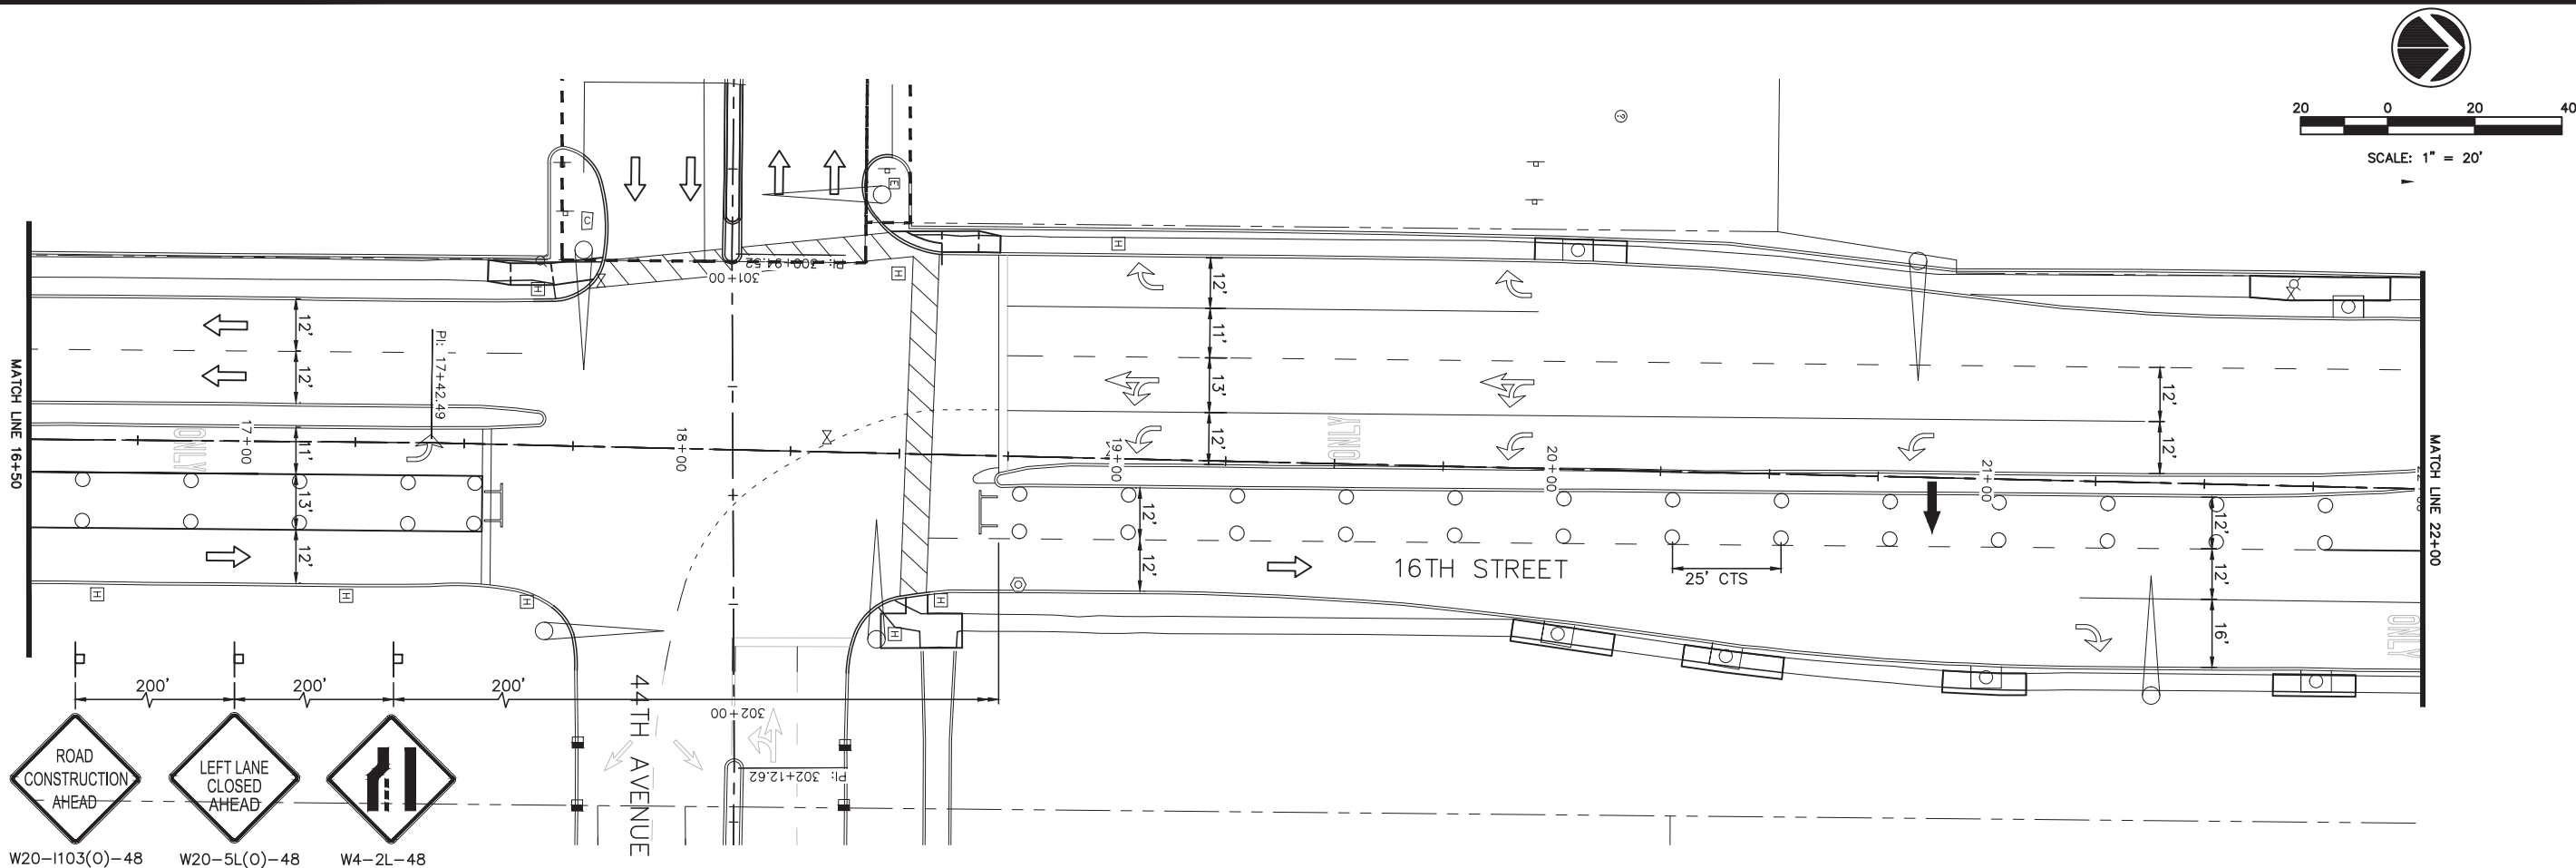 20 0 20 40
SCALE: 1" = 20'
?
E
C
H
H
H
PI: 300+94.52
301+00
MATCH LINE 16+50
12'
12'
11'
13'
12'
ONLY
17+00
PI: 17+42.49
18+00
12'
11'
13'
12'
19+00
ONLY
20+00
21+00
12'
12'
MATCH LINE 22+00
12'
12'
16TH STREET
25' CTS
12'
12'
16'
ONLY
H
H
H
H
H
200'
200'
200'
44TH AVENUE
302+00
PI: 302+12.62
ROAD
CONSTRUCTION
AHEAD
LEFT LANE
CLOSED
AHEAD
W20-I103(O)-48
W20-5L(O)-48
W4-2L-48